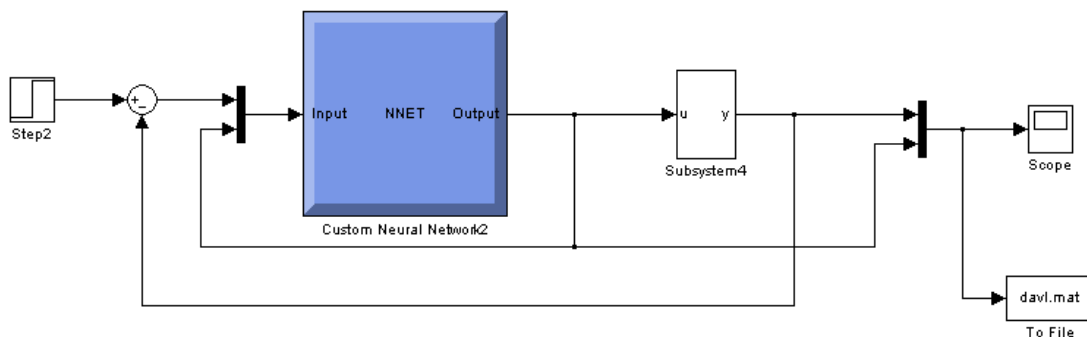 Step2
+
-
Input NNET Output
Custom Neural Network2
u y
Subsystem4
Scope
davl.mat
To File